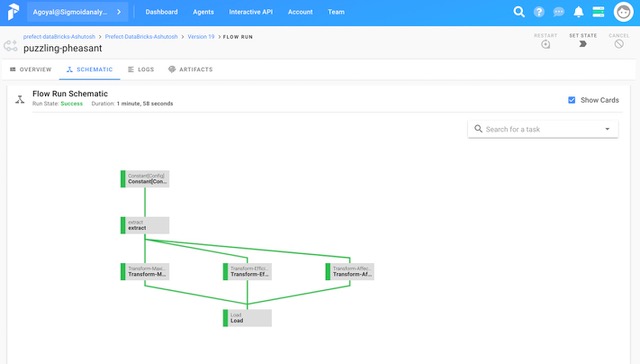 Agoyal@Sigmoidanaly...
Dashboard Agents Interactive API Account Team
prefect-dataBricks-Ashutosh > Prefect-DataBricks-Ashutosh > Version 19 > FLOW RUN
puzzling-pheasant
RESTART SET STATE CANCEL
OVERVIEW SCHEMATIC LOGS ARTIFACTS
Flow Run Schematic
Run State: Success Duration: 1 minute, 58 seconds
Show Cards
Search for a task
Constant[Config]
Constant[Con...
extract
extract
Transform-Mani...
Transform-M...
Transform-Effici...
Transform-Ef...
Transform-Affec...
Transform-Af...
Load
Load